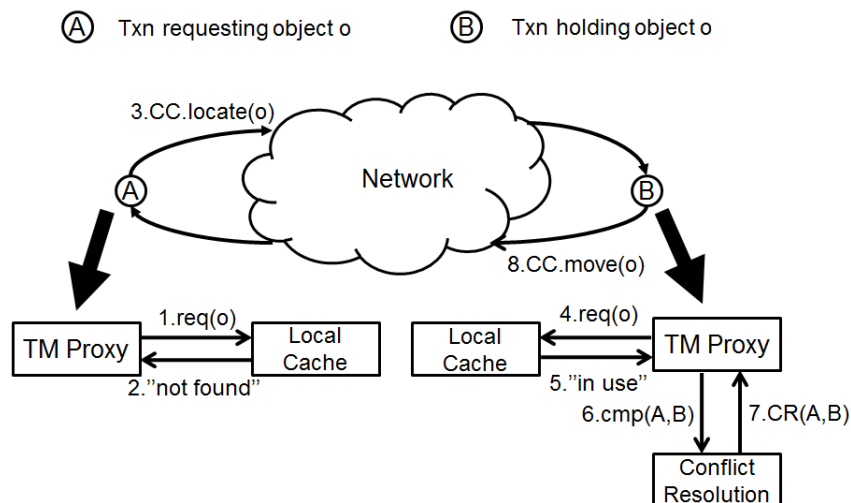 A Txn requesting object o
B Txn holding object o
3.CC.locate(o)
Network
A
B
8.CC.move(o)
1.req(o)
TM Proxy
Local
Cache
2."not found"
4.req(o)
Local
Cache
TM Proxy
5."in use"
6.cmp(A,B)
7.CR(A,B)
Conflict
Resolution